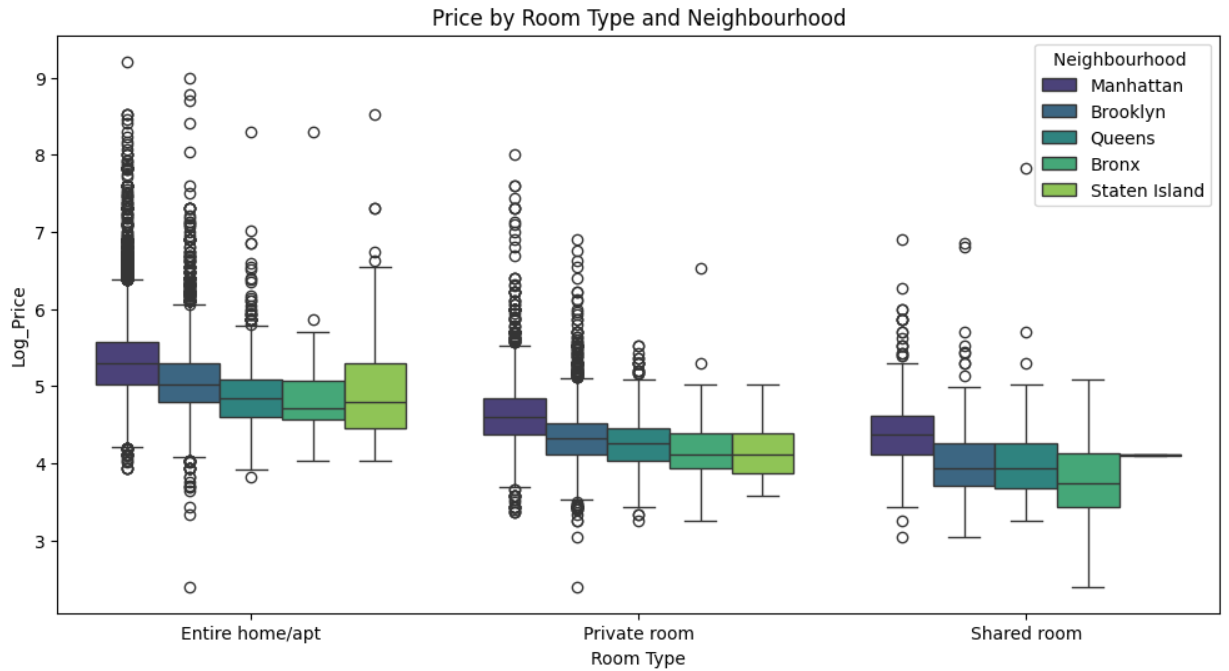 Price by Room Type and Neighbourhood
Neighbourhood
Manhattan
Brooklyn
Queens
Bronx
Staten Island
Log_Price
9
8
7
6
5
4
3
Entire home/apt
Private room
Shared room
Room Type